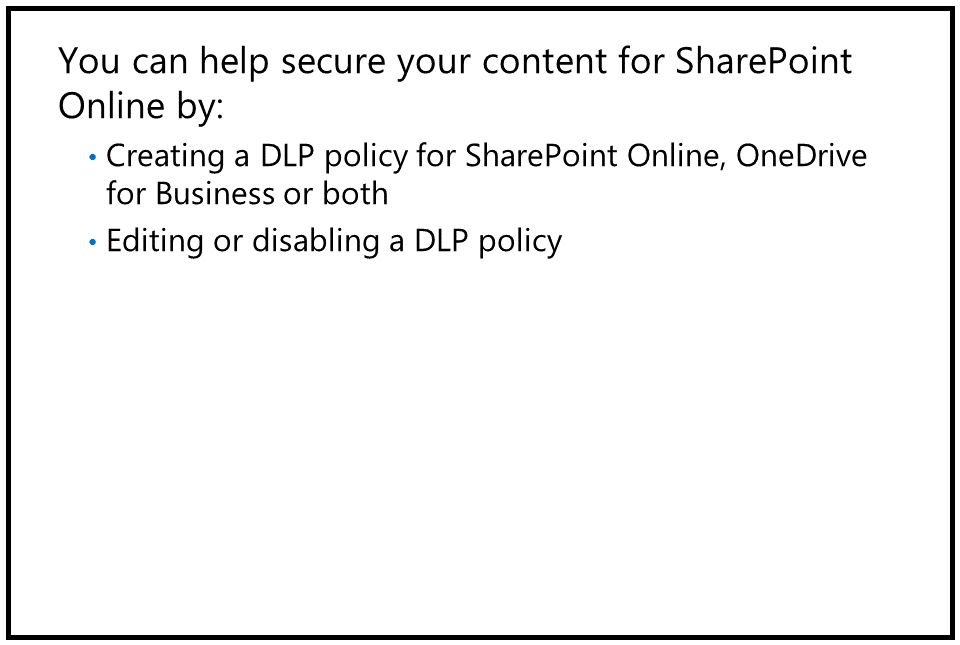 You can help secure your content for SharePoint
Online by:
• Creating a DLP policy for SharePoint Online, OneDrive
for Business or both
• Editing or disabling a DLP policy